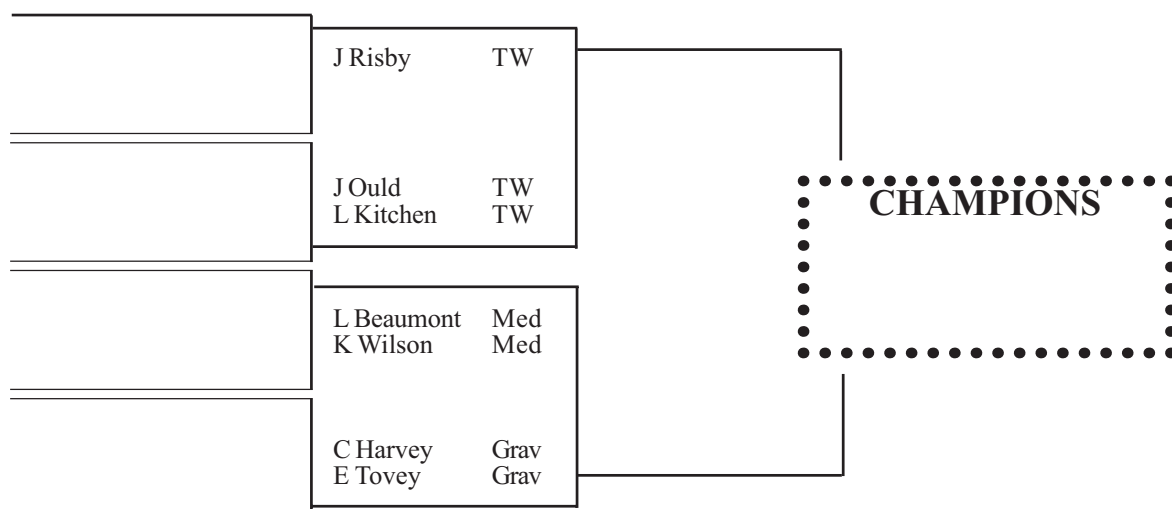 J Risby TW
J Ould TW
L Kitchen TW
L Beaumont Med
K Wilson Med
C Harvey Grav
E Tovey Grav
CHAMPIONS